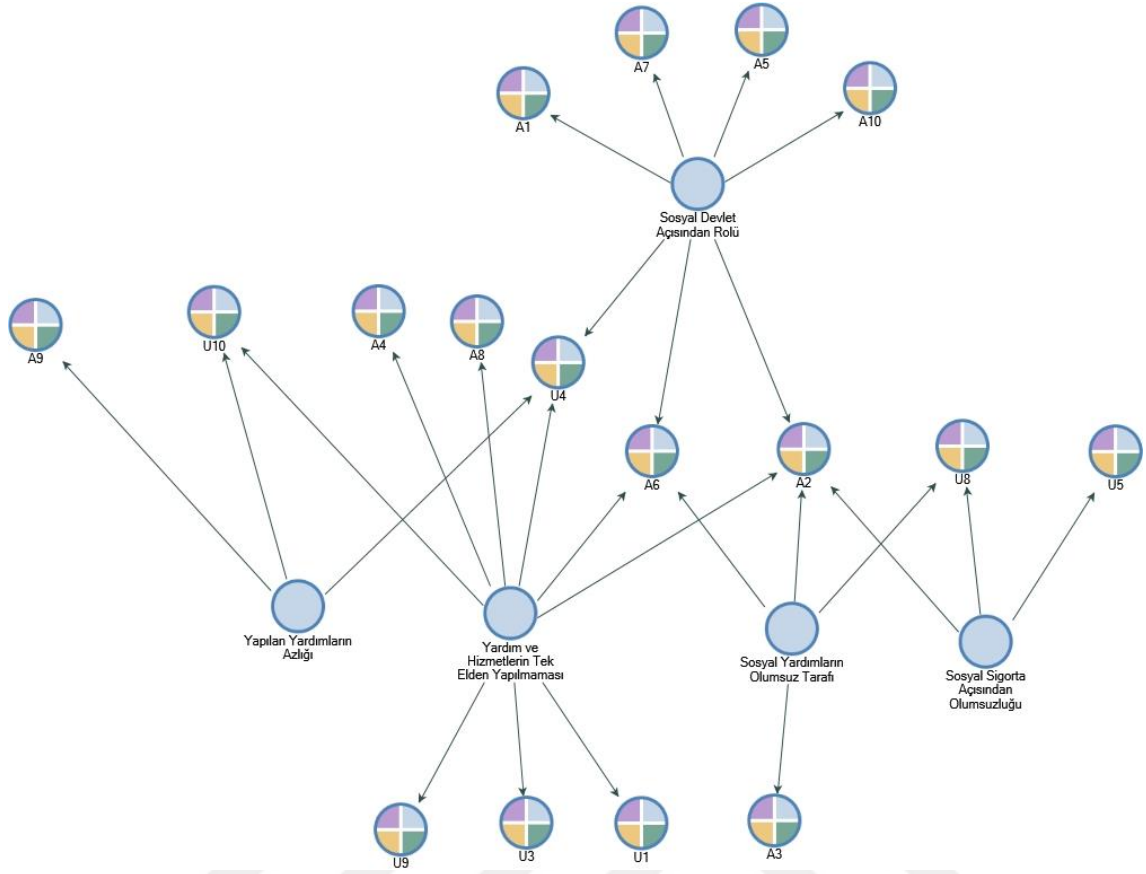 A7
A5
A1
A10
Sosyal Devlet
Açısından Rolü
A9
U10
A4
A8
U4
A6
A2
U8
U5
Yapılan Yardımların
Azlığı
Yardım ve
Hizmetlerin Tek
Elden Yapılmaması
Sosyal Yardımların
Olumsuz Tarafı
Sosyal Sigorta
Açısından
Olumsuzluğu
U9
U3
U1
A3